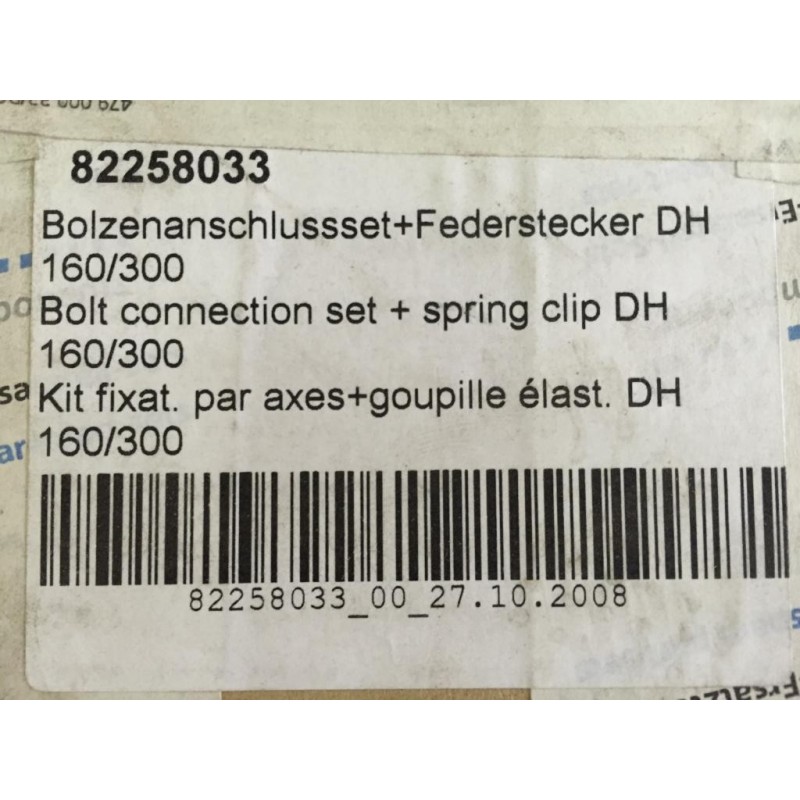 82258033
Bolzenanschlussset+Federstecker DH
160/300
Bolt connection set + spring clip DH
160/300
Kit fixat. par axes+goupille élast. DH
160/300
82258033_00_27.10.2008